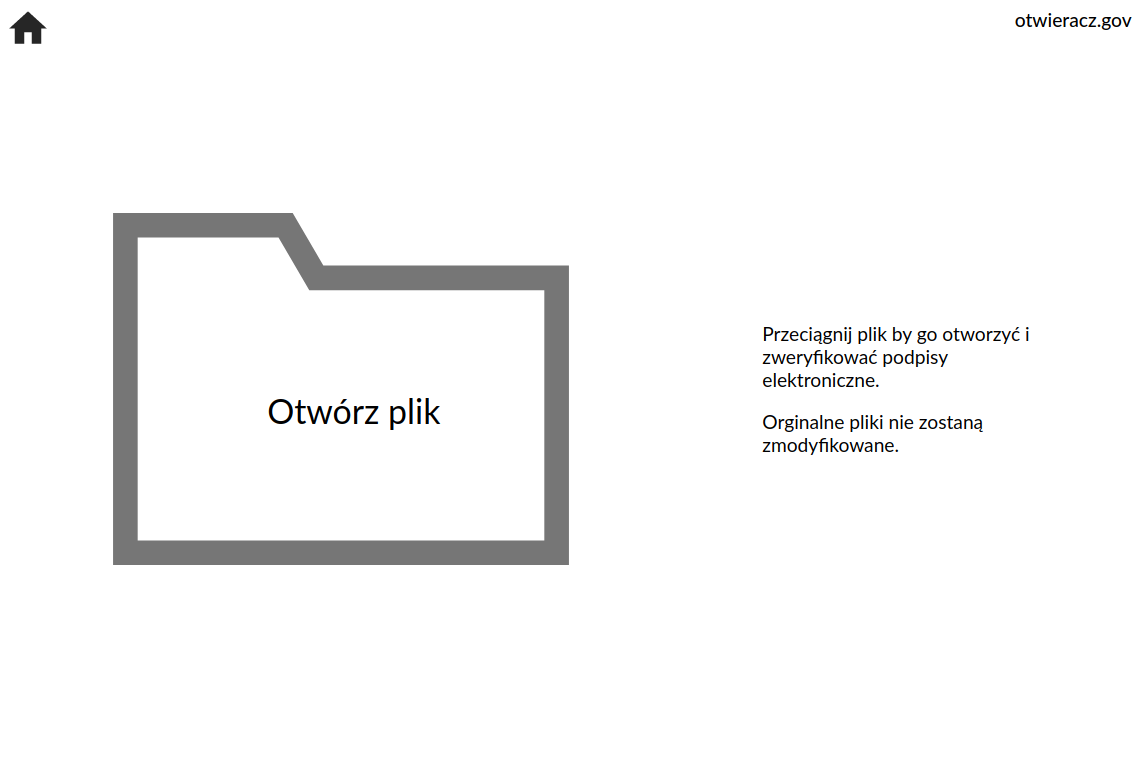 otwieracz.gov
Otwórz plik
Przeciągnij plik by go otworzyć i
zweryfikować podpisy
elektroniczne.
Orginalne pliki nie zostaną
zmodyfikowane.